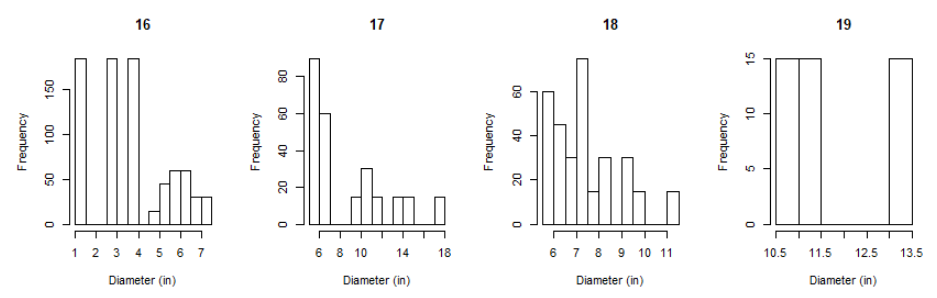 16
17
18
19
Frequency
0 50 100 150
1 2 3 4 5 6 7
Diameter (in)
Frequency
0 20 40 60 80
6 8 10 14 18
Diameter (in)
Frequency
0 20 40 60
6 7 8 9 10 11
Diameter (in)
Frequency
0 5 10 15
10.5 11.5 12.5 13.5
Diameter (in)